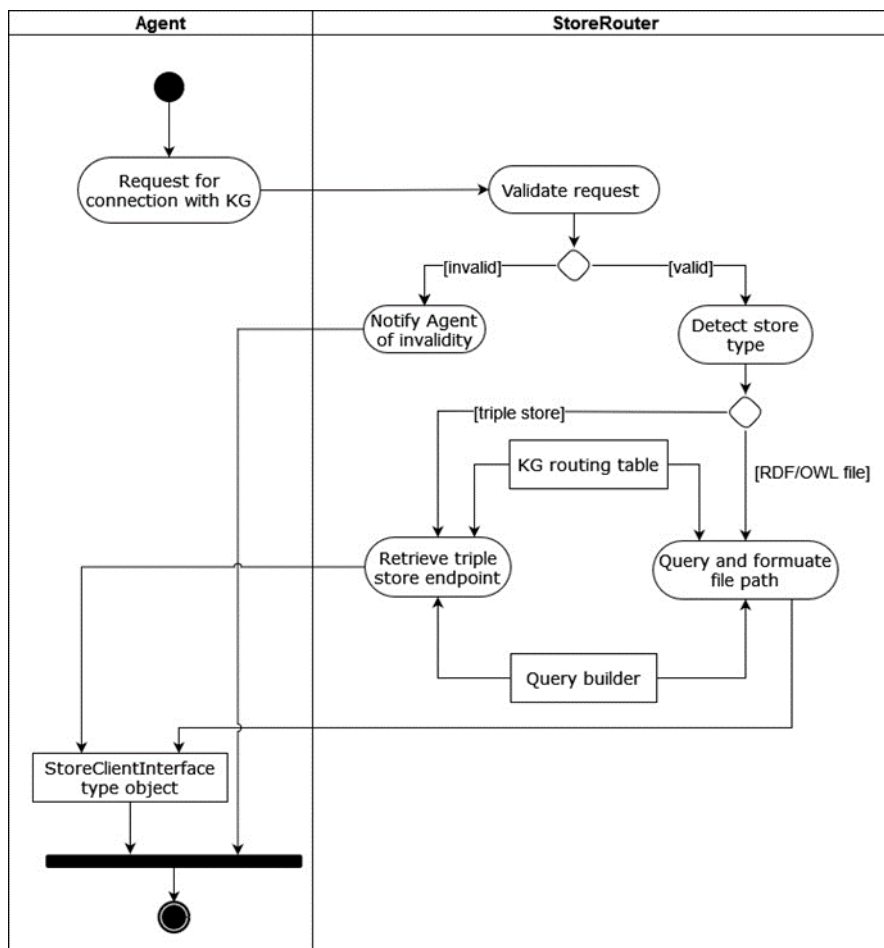 Agent
StoreRouter
Request for
connection with KG
Validate request
[invalid]
[valid]
Notify Agent
of invalidity
Detect store
type
[triple store]
KG routing table
[RDF/OWL file]
Retrieve triple
store endpoint
Query and formuate
file path
Query builder
StoreClientInterface
type object